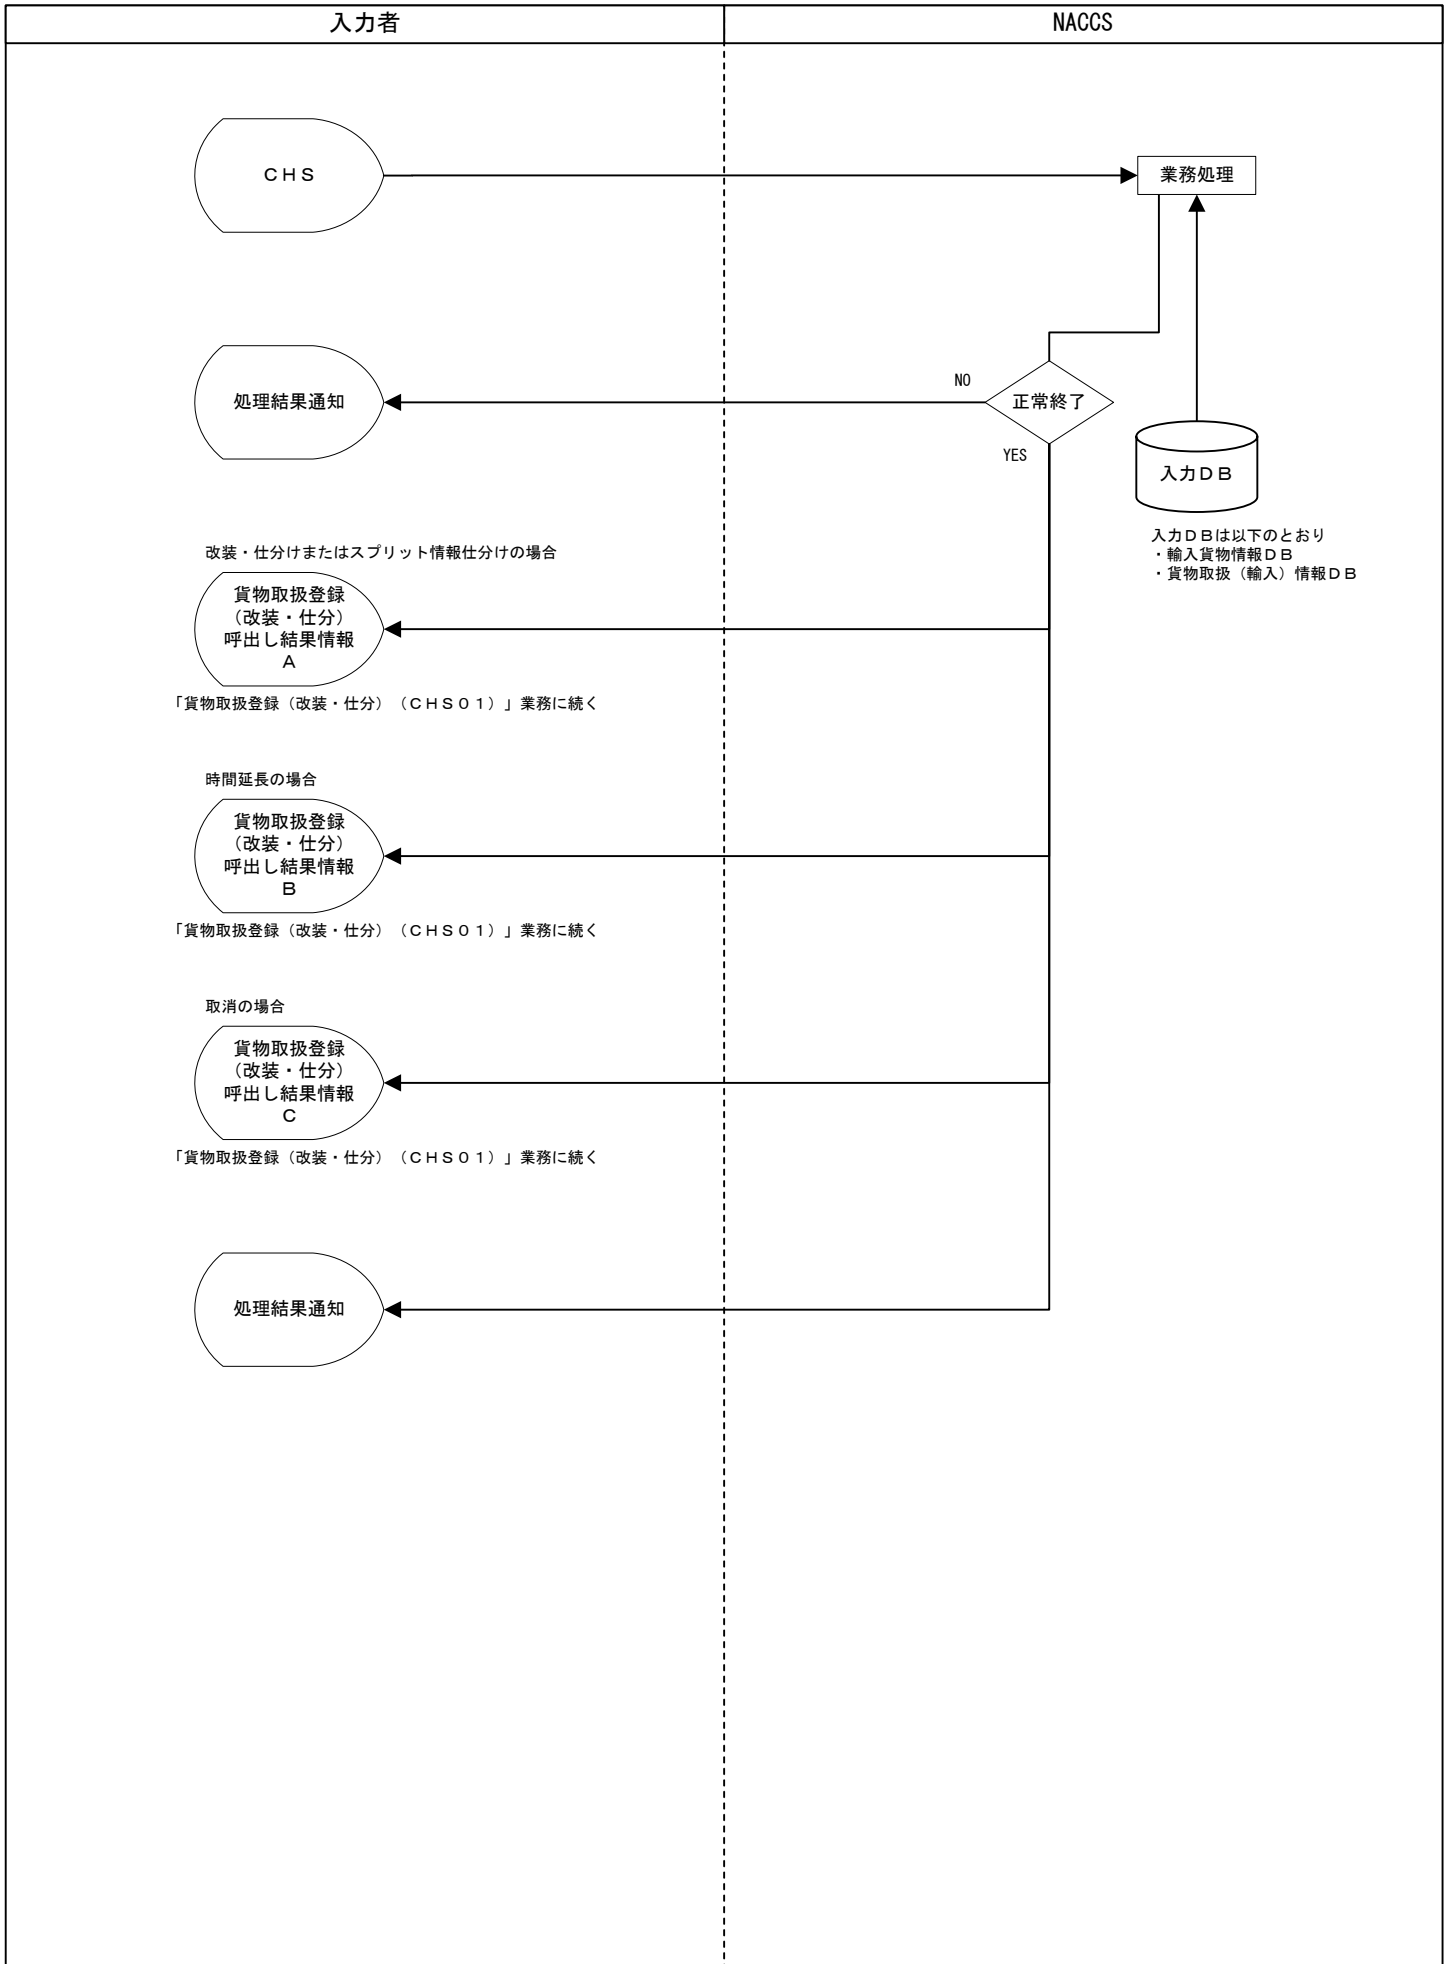 入力者
NACCS
ＣＨＳ
業務処理
処理結果通知
NO
正常終了
YES
入力ＤＢ
入力ＤＢは以下のとおり
・輸入貨物情報ＤＢ
・貨物取扱（輸入）情報ＤＢ
改装・仕分けまたはスプリット情報仕分けの場合
貨物取扱登録
（改装・仕分）
呼出し結果情報
Ａ
「貨物取扱登録（改装・仕分）（ＣＨＳ０１）」業務に続く
時間延長の場合
貨物取扱登録
（改装・仕分）
呼出し結果情報
Ｂ
「貨物取扱登録（改装・仕分）（ＣＨＳ０１）」業務に続く
取消の場合
貨物取扱登録
（改装・仕分）
呼出し結果情報
Ｃ
「貨物取扱登録（改装・仕分）（ＣＨＳ０１）」業務に続く
処理結果通知